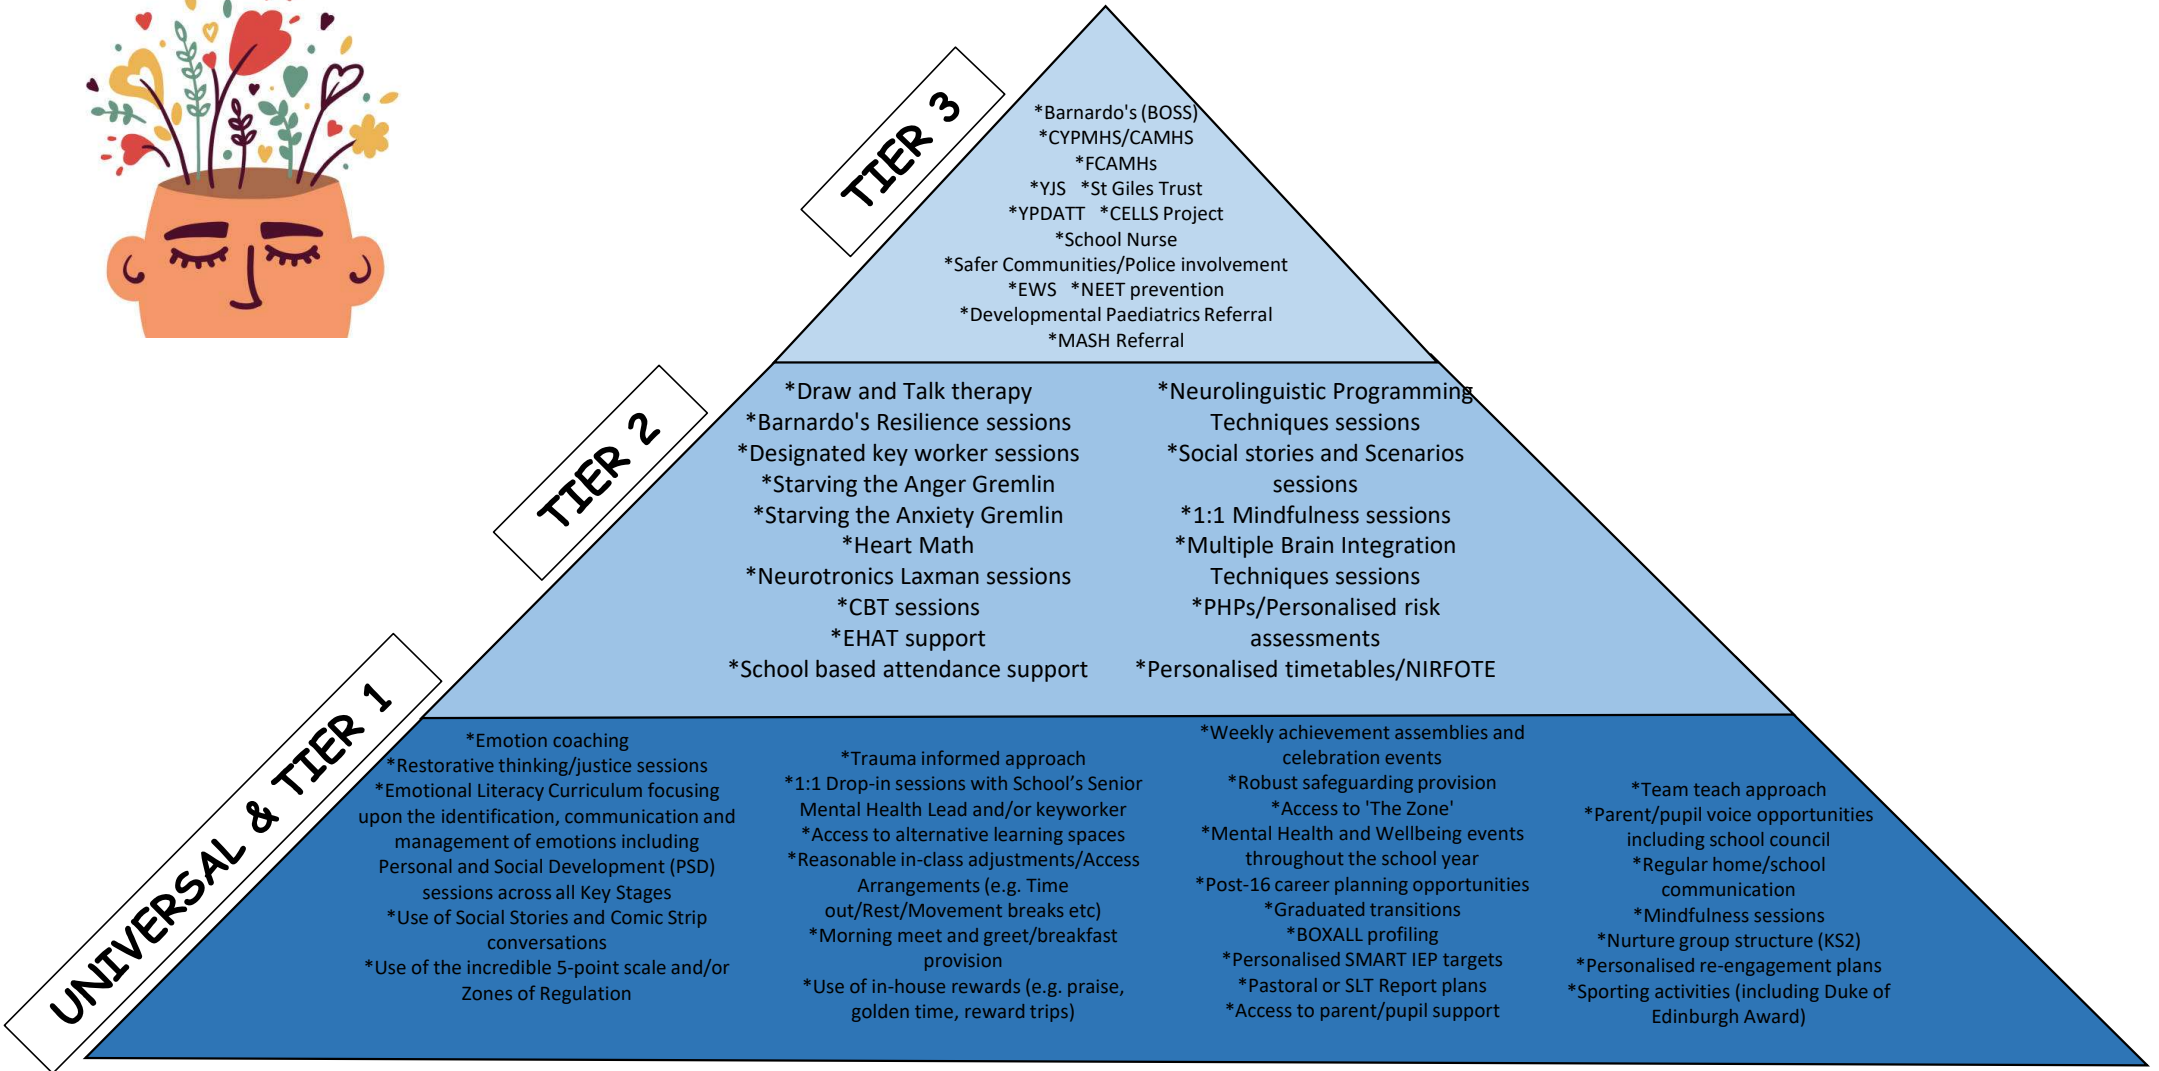 TIER 3
*Barnardo's (BOSS)
*CYPMHS/CAMHS
*FCAMHs
*YJS *St Giles Trust
*YPDATT *CELLS Project
*School Nurse
*Safer Communities/Police involvement
*EWS *NEET prevention
*Developmental Paediatrics Referral
*MASH Referral
TIER 2
*Draw and Talk therapy
*Barnardo's Resilience sessions
*Designated key worker sessions
*Starving the Anger Gremlin
*Starving the Anxiety Gremlin
*Heart Math
*Neurotronics Laxman sessions
*CBT sessions
*EHAT support
*School based attendance support
*Neurolinguistic Programming
Techniques sessions
*Social stories and Scenarios
sessions
*1:1 Mindfulness sessions
*Multiple Brain Integration
Techniques sessions
*PHPs/Personalised risk
assessments
*Personalised timetables/NIRFOTE
UNIVERSAL & TIER 1
*Emotion coaching
*Restorative thinking/justice sessions
*Emotional Literacy Curriculum focusing
upon the identification, communication and
management of emotions including
Personal and Social Development (PSD)
sessions across all Key Stages
*Use of Social Stories and Comic Strip
conversations
*Use of the incredible 5-point scale and/or
Zones of Regulation
*Trauma informed approach
*1:1 Drop-in sessions with School’s Senior
Mental Health Lead and/or keyworker
*Access to alternative learning spaces
*Reasonable in-class adjustments/Access
Arrangements (e.g. Time
out/Rest/Movement breaks etc)
*Morning meet and greet/breakfast
provision
*Use of in-house rewards (e.g. praise,
golden time, reward trips)
*Weekly achievement assemblies and
celebration events
*Robust safeguarding provision
*Access to 'The Zone'
*Mental Health and Wellbeing events
throughout the school year
*Post-16 career planning opportunities
*Graduated transitions
*BOXALL profiling
*Personalised SMART IEP targets
*Pastoral or SLT Report plans
*Access to parent/pupil support
*Team teach approach
*Parent/pupil voice opportunities
including school council
*Regular home/school
communication
*Mindfulness sessions
*Nurture group structure (KS2)
*Personalised re-engagement plans
*Sporting activities (including Duke of
Edinburgh Award)